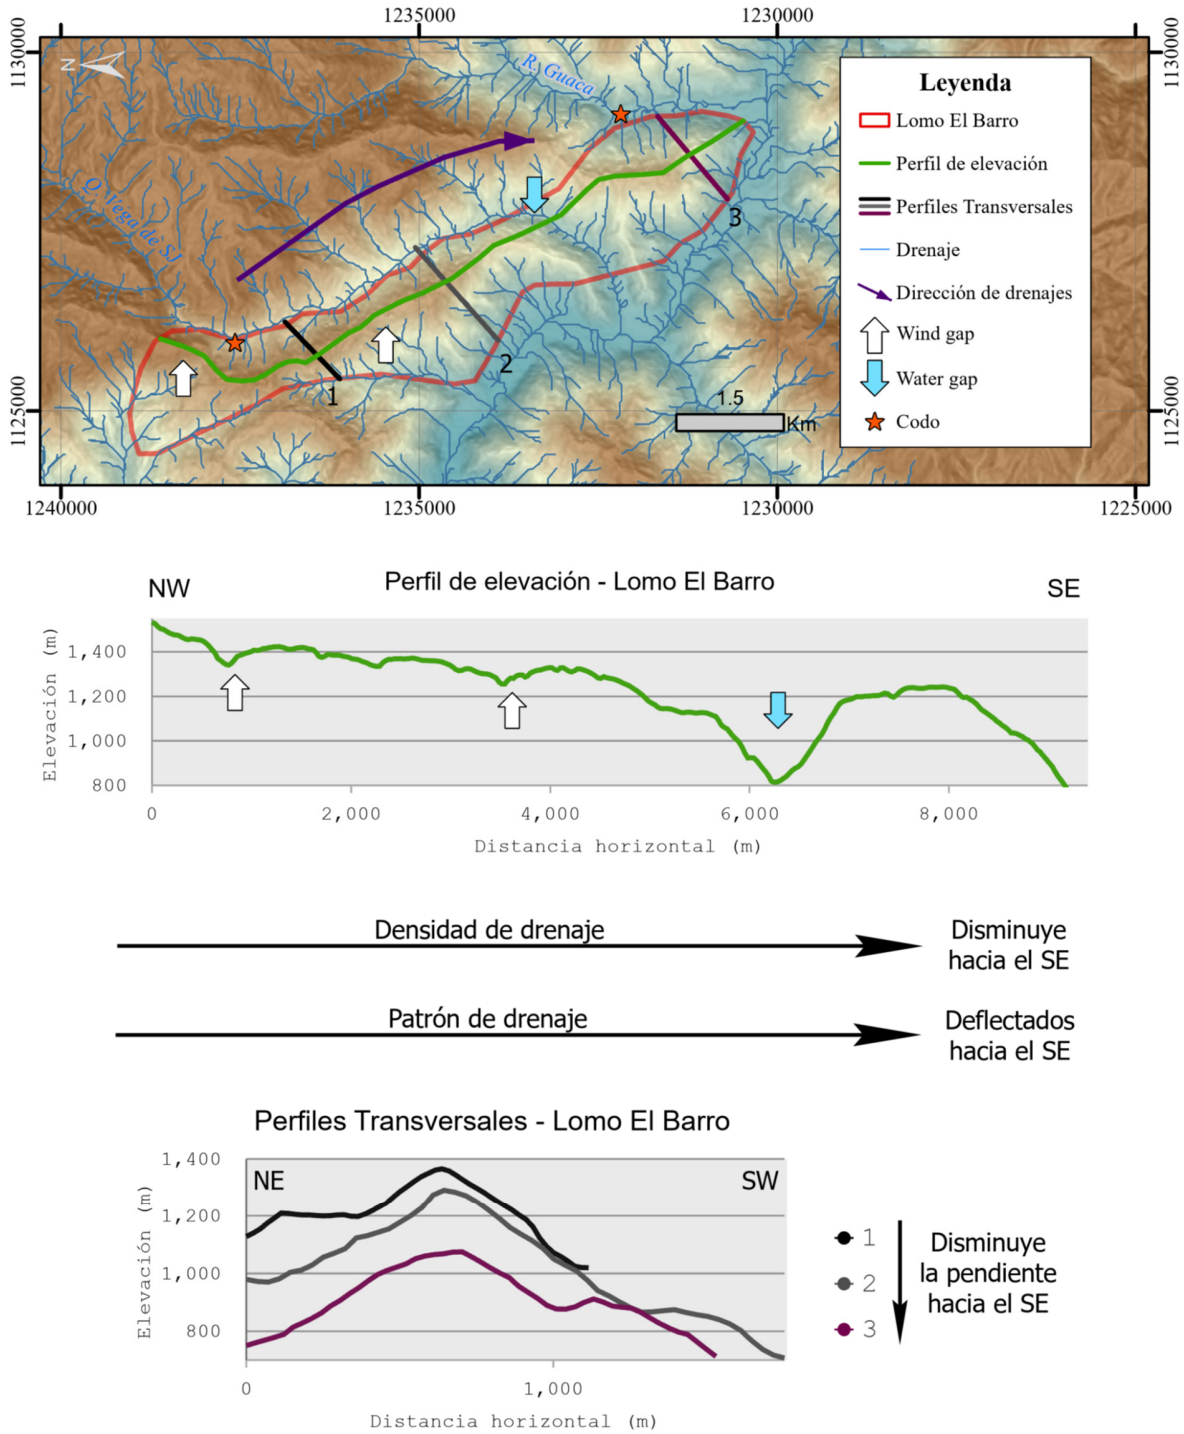 1235000
1230000
1130000
1130000
N
R. Guaca
Q. Vega de SJ
Leyenda
Lomo El Barro
Perfil de elevación
Perfiles Transversales
Drenaje
Dirección de drenajes
Wind gap
Water gap
Codo
3
2
1
1.5
Km
1125000
1125000
1240000
1235000
1230000
1225000
NW
Perfil de elevación - Lomo El Barro
SE
Elevación (m)
1,400
1,200
1,000
800
0
2,000
4,000
6,000
8,000
Distancia horizontal (m)
Densidad de drenaje
Disminuye
hacia el SE
Patrón de drenaje
Deflectados
hacia el SE
Perfiles Transversales - Lomo El Barro
Elevación (m)
1,400
1,200
1,000
800
NE
SW
0
1,000
Distancia horizontal (m)
1
2
3
Disminuye
la pendiente
hacia el SE